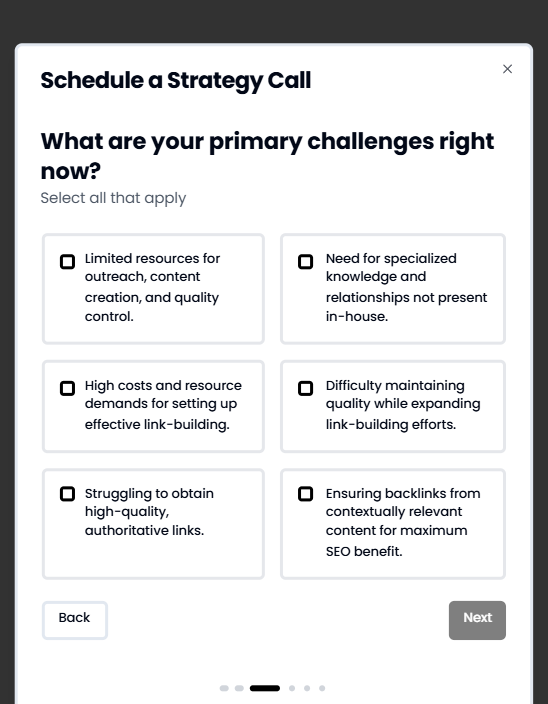 Schedule a Strategy Call
What are your primary challenges right
now?
Select all that apply
Limited resources for
outreach, content
creation, and quality
control.
Need for specialized
knowledge and
relationships not present
in-house.
High costs and resource
demands for setting up
effective link-building.
Difficulty maintaining
quality while expanding
link-building efforts.
Struggling to obtain
high-quality,
authoritative links.
Ensuring backlinks from
contextually relevant
content for maximum
SEO benefit.
Back
Next